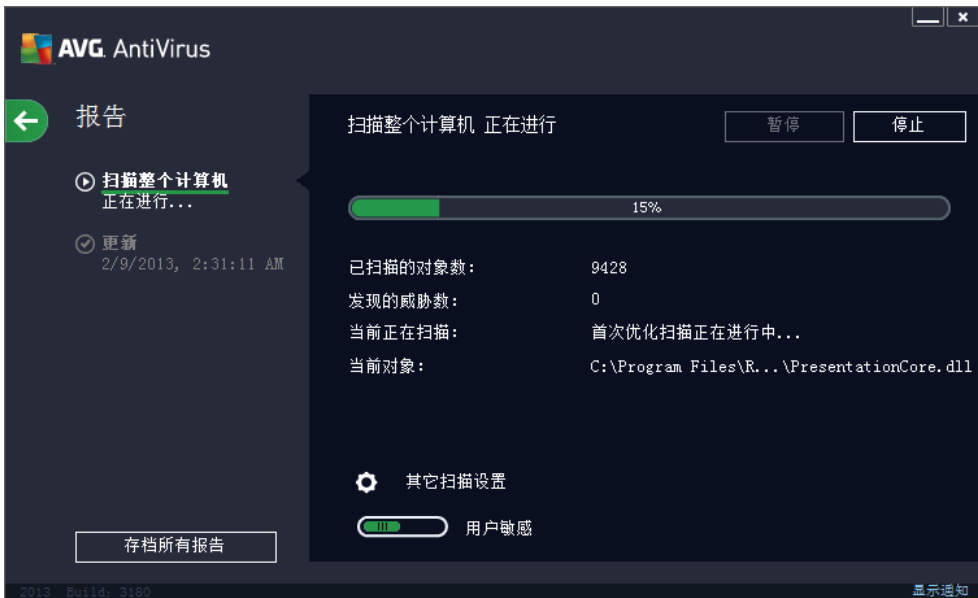 AVG. AntiVirus
报告
扫描整个计算机
正在进行...
更新
2/9/2013, 2:31:11 AM
存档所有报告
扫描整个计算机 正在进行
暂停
停止
15%
已扫描的对象数: 9428
发现的威胁数: 0
当前正在扫描: 首次优化扫描正在进行中...
当前对象: C:\Program Files\R...\PresentationCore.dll
其它扫描设置
用户敏感
2013 Build: 3180
显示通知